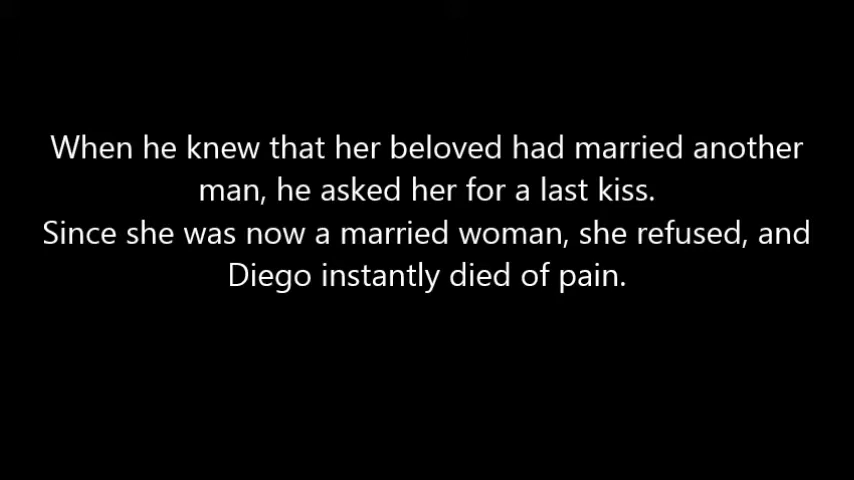 When he knew that her beloved had married another
man, he asked her for a last kiss.
Since she was now a married woman, she refused, and
Diego instantly died of pain.